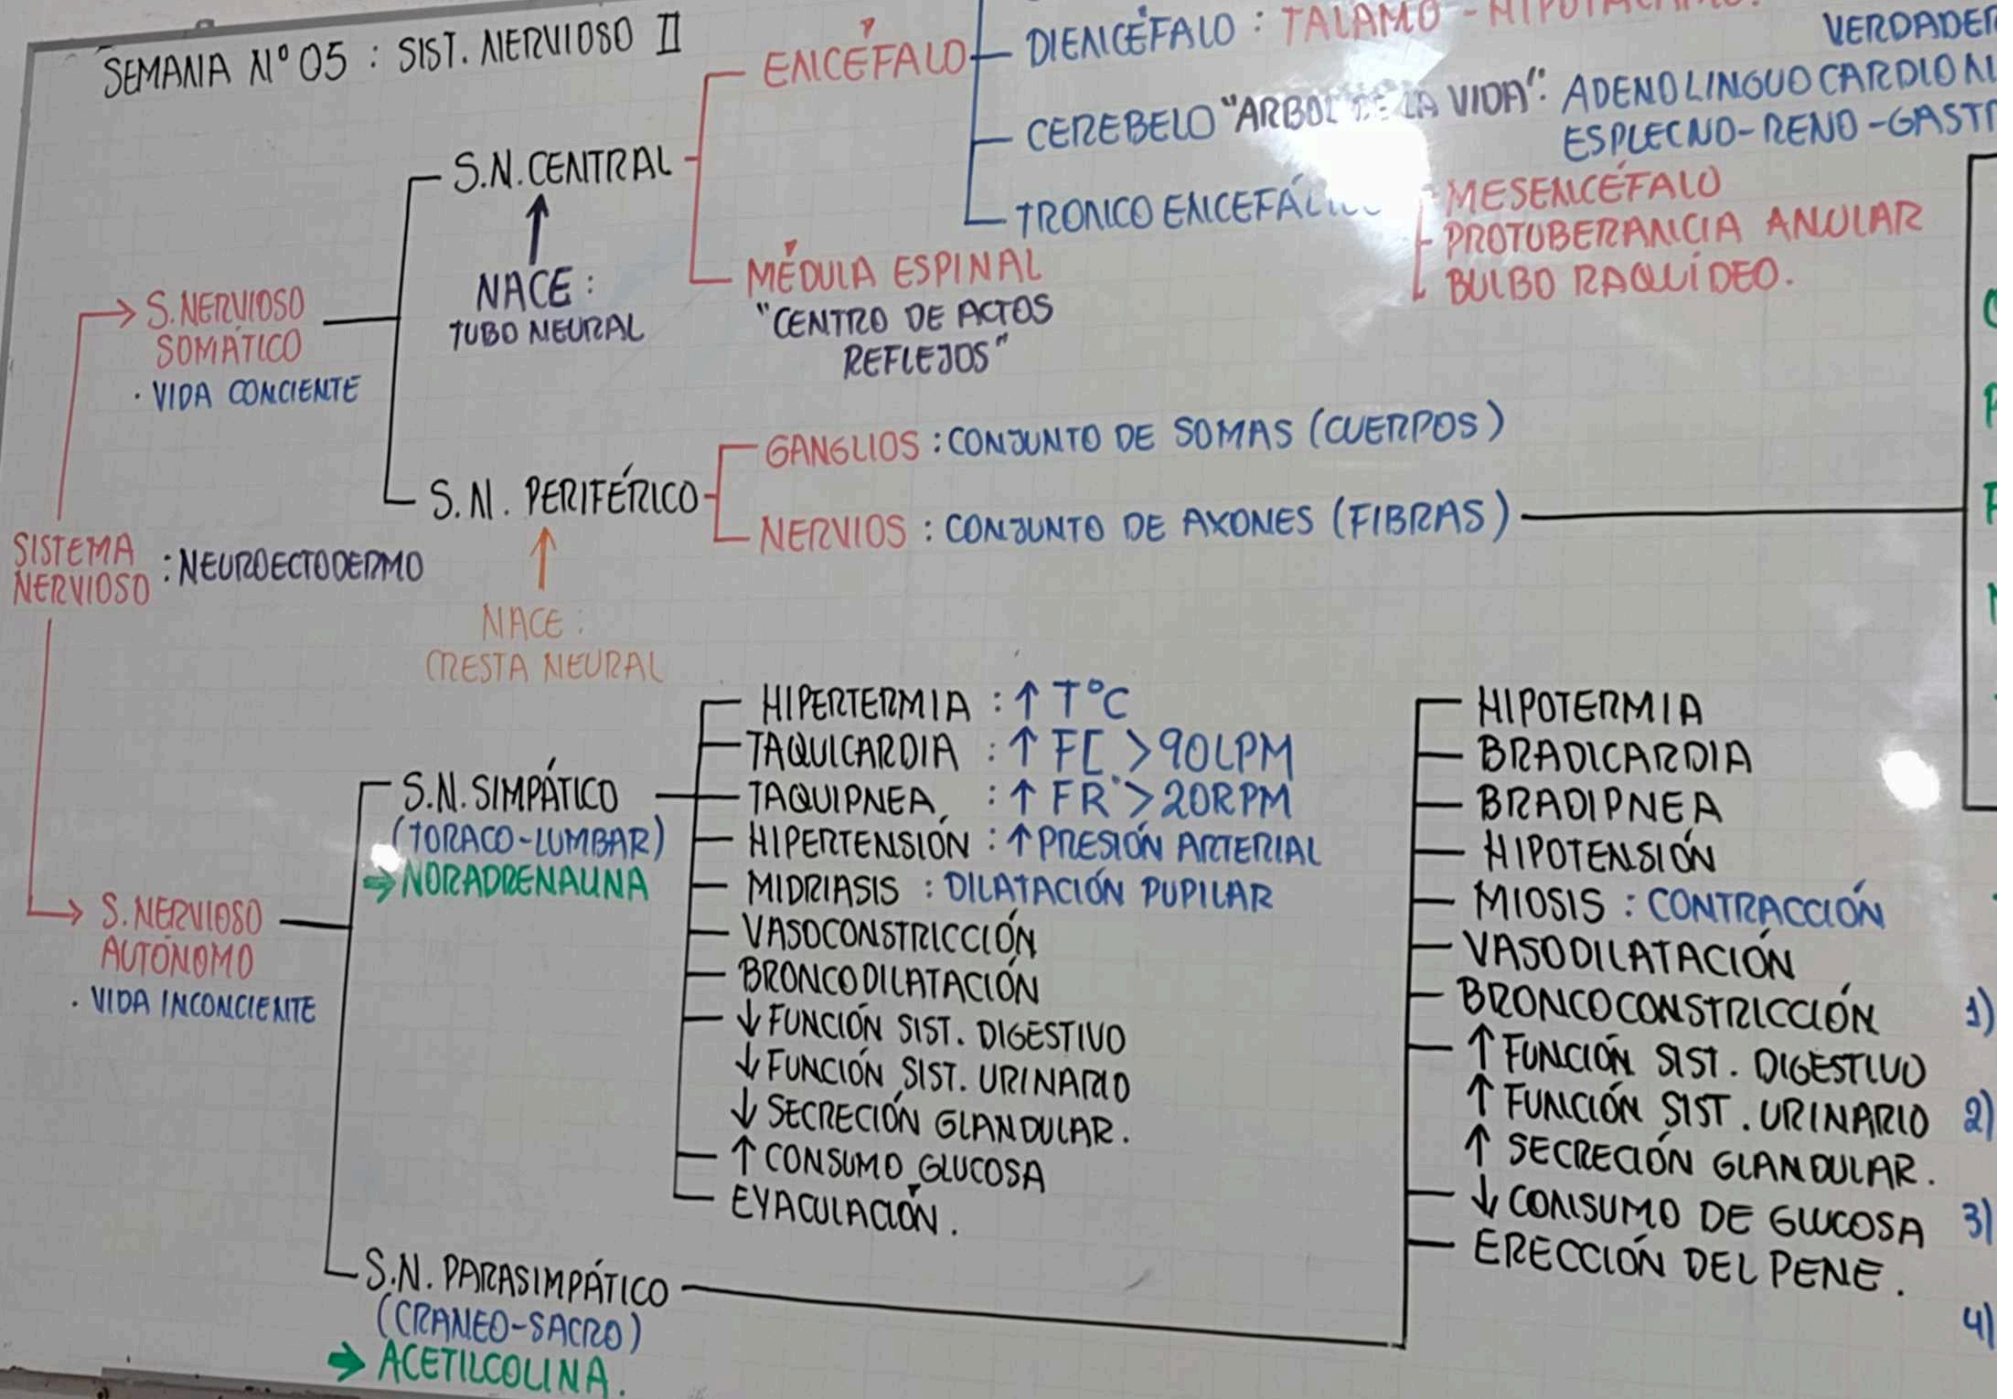 SEMANA N° 05 : SIST. NERVIOSO II
SISTEMA
NERVIOSO : NEUROECTODERMO
S. NERVIOSO
SOMÁTICO
· VIDA CONCIENTE
S.N. CENTRAL
NACE :
TUBO NEURAL
ENCÉFALO
DIENCÉFALO : TALAMO -
CEREBELO "ARBOL DE LA VIDA":
VERDADER
ADENOLINGUOCARDIO
ESPLECNO-RENO-GASTR
TRONCO
MESENCÉFALO
PROTUBERANCIA ANULAR
BULBO RAQUÍDEO.
MÉDULA ESPINAL
"CENTRO DE ACTOS
REFLEJOS"
S.N. PERIFÉRICO
NACE :
CRESTA NEURAL
GANGLIOS : CONJUNTO DE SOMAS (CUERPOS)
NERVIOS : CONJUNTO DE AXONES (FIBRAS)
S. NERVIOSO
AUTÓNOMO
· VIDA INCONCIENTE
S.N. SIMPÁTICO
(TORACO-LUMBAR)
⇒ NORADRENALINA
HIPERTERMIA : ↑ T°C
TAQUICARDIA : ↑ FC > 90LPM
TAQUIPNEA : ↑ FR > 20RPM
HIPERTENSIÓN : ↑ PRESIÓN ARTERIAL
MIDRIASIS : DILATACIÓN PUPILAR
VASOCONSTRICCIÓN
BRONCODILATACIÓN
↓ FUNCIÓN SIST. DIGESTIVO
↓ FUNCIÓN SIST. URINARIO
↓ SECRECIÓN GLANDULAR.
↑ CONSUMO GLUCOSA
EYACULACIÓN.
S.N. PARASIMPÁTICO
(CRANEO-SACRO)
⇒ ACETILCOLINA.
HIPOTERMIA
BRADICARDIA
BRADIPNEA
HIPOTENSIÓN
MIOSIS : CONTRACCIÓN
VASODILATACIÓN
BRONCOCONSTRICCIÓN
↑ FUNCIÓN SIST. DIGESTIVO
↑ FUNCIÓN SIST. URINARIO
↑ SECRECIÓN GLANDULAR.
↓ CONSUMO DE GLUCOSA
ERECCIÓN DEL PENE.
1)
2)
3)
4)